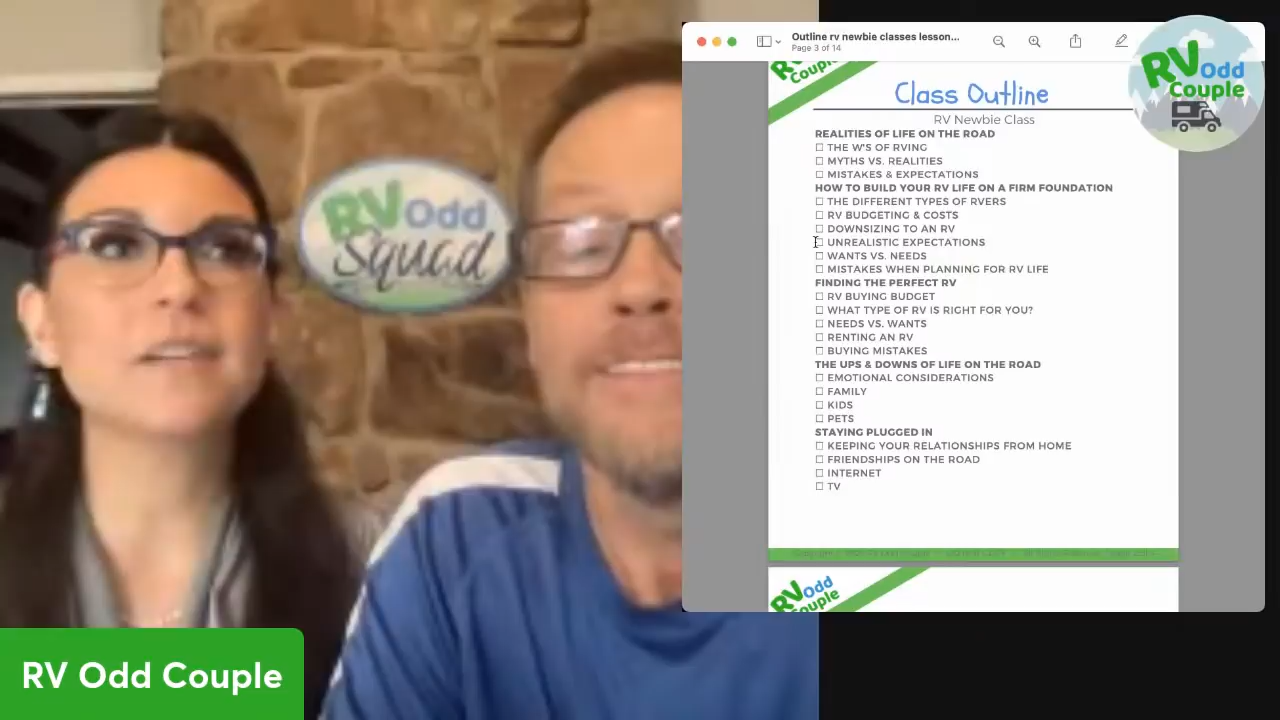 RV Odd
Squad
RV Odd Couple
Outline rv newbie classes lesson...
Page 3 of 14
RV Odd
Couple
Couple
Class Outline
RV Newbie Class
REALITIES OF LIFE ON THE ROAD
THE W'S OF RVING
MYTHS VS. REALITIES
MISTAKES & EXPECTATIONS
HOW TO BUILD YOUR RV LIFE ON A FIRM FOUNDATION
THE DIFFERENT TYPES OF RVERS
RV BUDGETING & COSTS
DOWNSIZING TO AN RV
UNREALISTIC EXPECTATIONS
WANTS VS. NEEDS
MISTAKES WHEN PLANNING FOR RV LIFE
FINDING THE PERFECT RV
RV BUYING BUDGET
WHAT TYPE OF RV IS RIGHT FOR YOU?
NEEDS VS. WANTS
RENTING AN RV
BUYING MISTAKES
THE UPS & DOWNS OF LIFE ON THE ROAD
EMOTIONAL CONSIDERATIONS
FAMILY
KIDS
PETS
STAYING PLUGGED IN
KEEPING YOUR RELATIONSHIPS FROM HOME
FRIENDSHIPS ON THE ROAD
INTERNET
TV
RV Odd
Couple